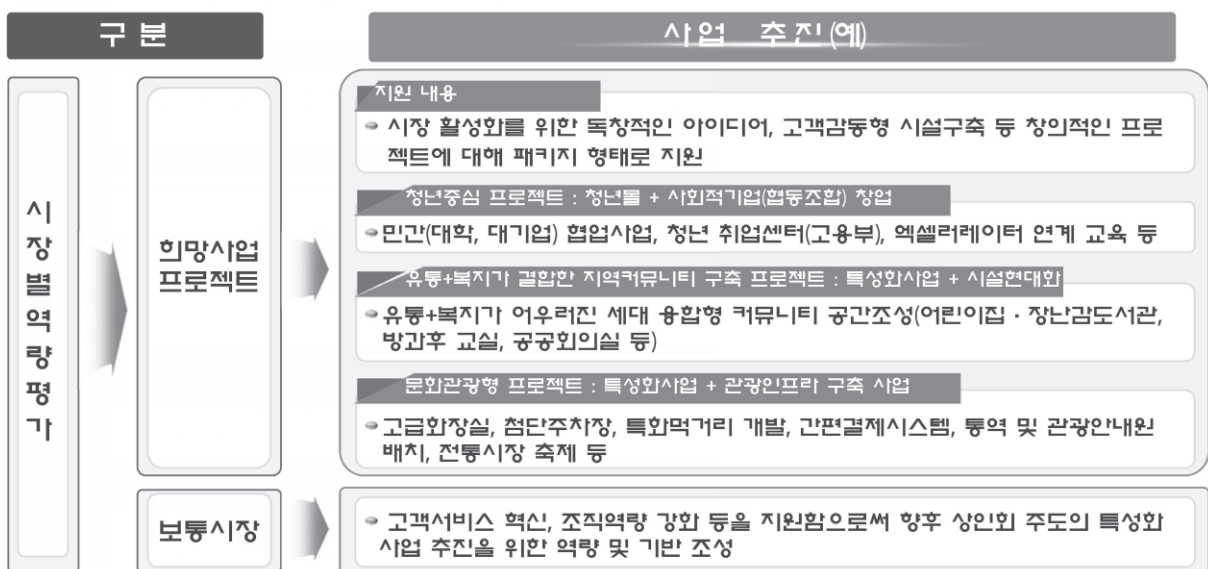 구 분
사업 추진(예)
시장별역량평가
희망사업
프로젝트
지원 내용
시장 활성화를 위한 독창적인 아이디어, 고객감동형 시설구축 등 창의적인 프로
젝트에 대해 패키지 형태로 지원
청년중심 프로젝트 : 청년몰 + 사회적기업(협동조합) 창업
민간(대학, 대기업) 협업사업, 청년 취업센터(고용부), 엑셀러레이터 연계 교육 등
유통+복지가 결합한 지역커뮤니티 구축 프로젝트 : 특성화사업 + 시설현대화
유통+복지가 어우러진 세대 융합형 커뮤니티 공간조성(어린이집 · 장난감도서관,
방과후 교실, 공공회의실 등)
문화관광형 프로젝트 : 특성화사업 + 관광인프라 구축 사업
고급화장실, 첨단주차장, 특화먹거리 개발, 간편결제시스템, 통역 및 관광안내원
배치, 전통시장 축제 등
보통시장
고객서비스 혁신, 조직역량 강화 등을 지원함으로써 향후 상인회 주도의 특성화
사업 추진을 위한 역량 및 기반 조성